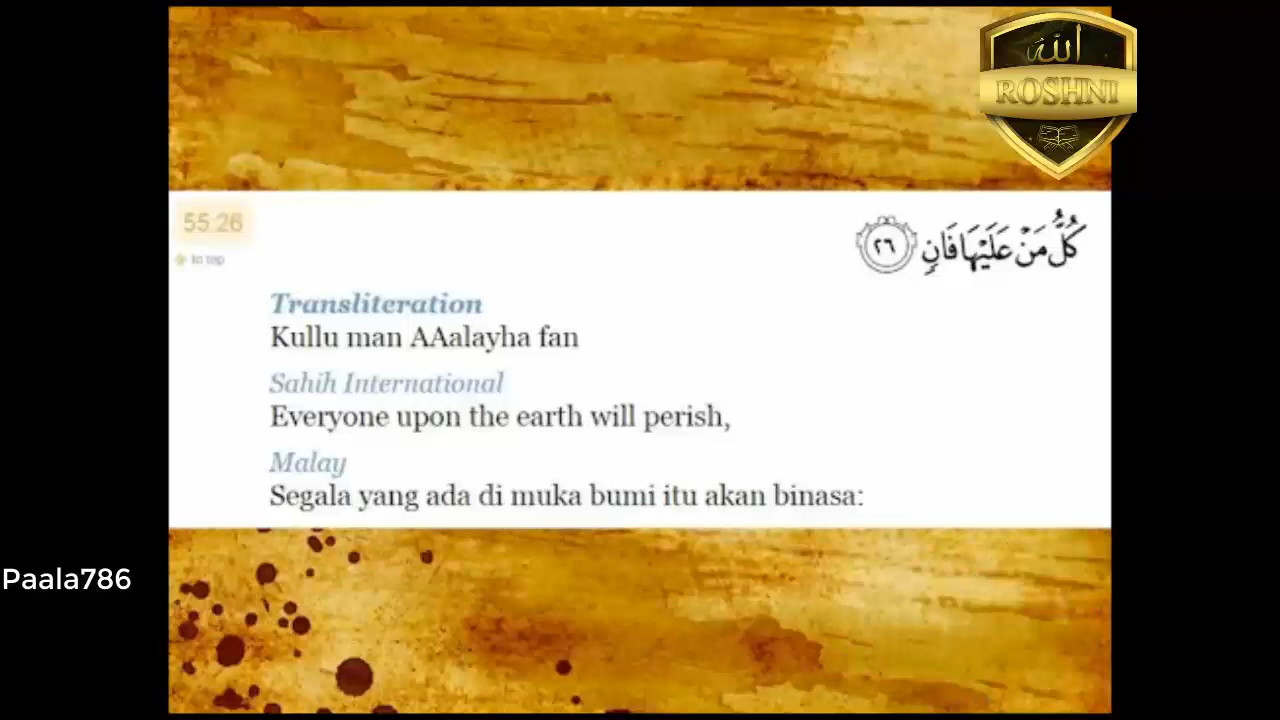 الله
ROSHNI
55:26
to top
كُلُّ مَنْ عَلَيْهَا فَانٍ ٢٦
Transliteration
Kullu man AAalayha fan
Sahih International
Everyone upon the earth will perish,
Malay
Segala yang ada di muka bumi itu akan binasa:
Paala786